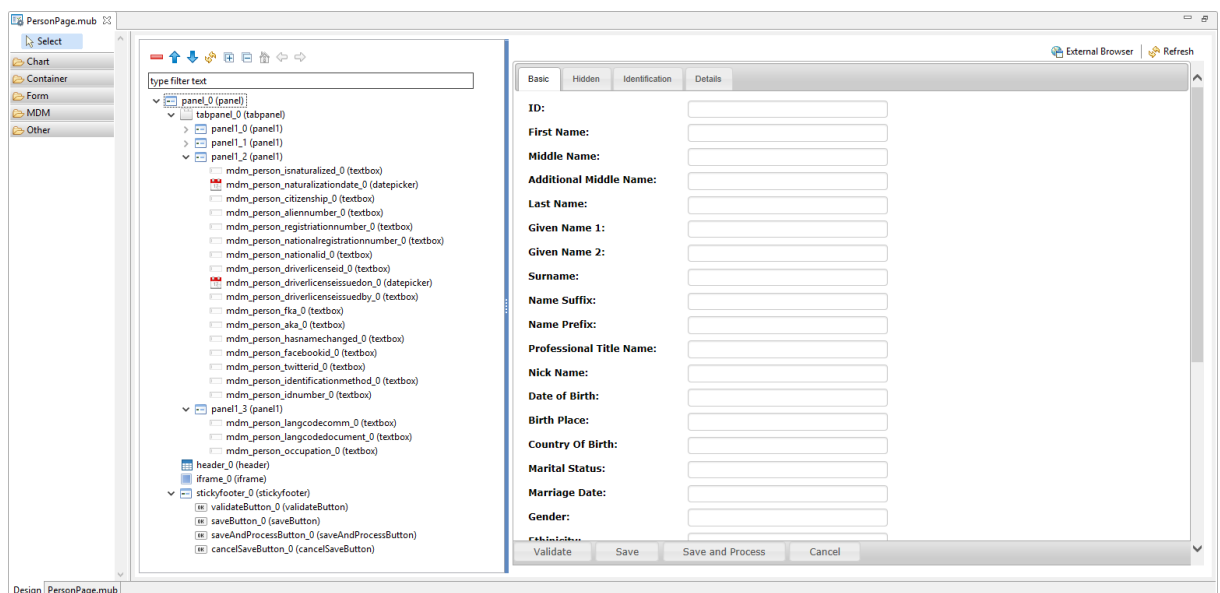 PersonPage.mub
Select
Chart
Container
Form
MDM
Other
type filter text
panel_0 (panel)
tabpanel_0 (tabpanel)
panel1_0 (panel1)
panel1_1 (panel1)
panel1_2 (panel1)
mdm_person_isnaturalized_0 (textbox)
mdm_person_naturalizationdate_0 (datepicker)
mdm_person_citizenship_0 (textbox)
mdm_person_aliennumber_0 (textbox)
mdm_person_registriationnumber_0 (textbox)
mdm_person_nationalregistrationnumber_0 (textbox)
mdm_person_nationalid_0 (textbox)
mdm_person_driverlicenseid_0 (textbox)
mdm_person_driverlicenseissuedon_0 (datepicker)
mdm_person_driverlicenseissuedby_0 (textbox)
mdm_person_fka_0 (textbox)
mdm_person_aka_0 (textbox)
mdm_person_hasnamechanged_0 (textbox)
mdm_person_facebookid_0 (textbox)
mdm_person_twitterid_0 (textbox)
mdm_person_identificationmethod_0 (textbox)
mdm_person_idnumber_0 (textbox)
panel1_3 (panel1)
mdm_person_langcodecomm_0 (textbox)
mdm_person_langcodedocument_0 (textbox)
mdm_person_occupation_0 (textbox)
header_0 (header)
iframe_0 (iframe)
stickyfooter_0 (stickyfooter)
OK validateButton_0 (validateButton)
OK saveButton_0 (saveButton)
OK saveAndProcessButton_0 (saveAndProcessButton)
OK cancelSaveButton_0 (cancelSaveButton)
External Browser Refresh
Basic Hidden Identification Details
ID:
First Name:
Middle Name:
Additional Middle Name:
Last Name:
Given Name 1:
Given Name 2:
Surname:
Name Suffix:
Name Prefix:
Professional Title Name:
Nick Name:
Date of Birth:
Birth Place:
Country Of Birth:
Marital Status:
Marriage Date:
Gender:
Validate Save Save and Process Cancel
Design PersonPage.mub